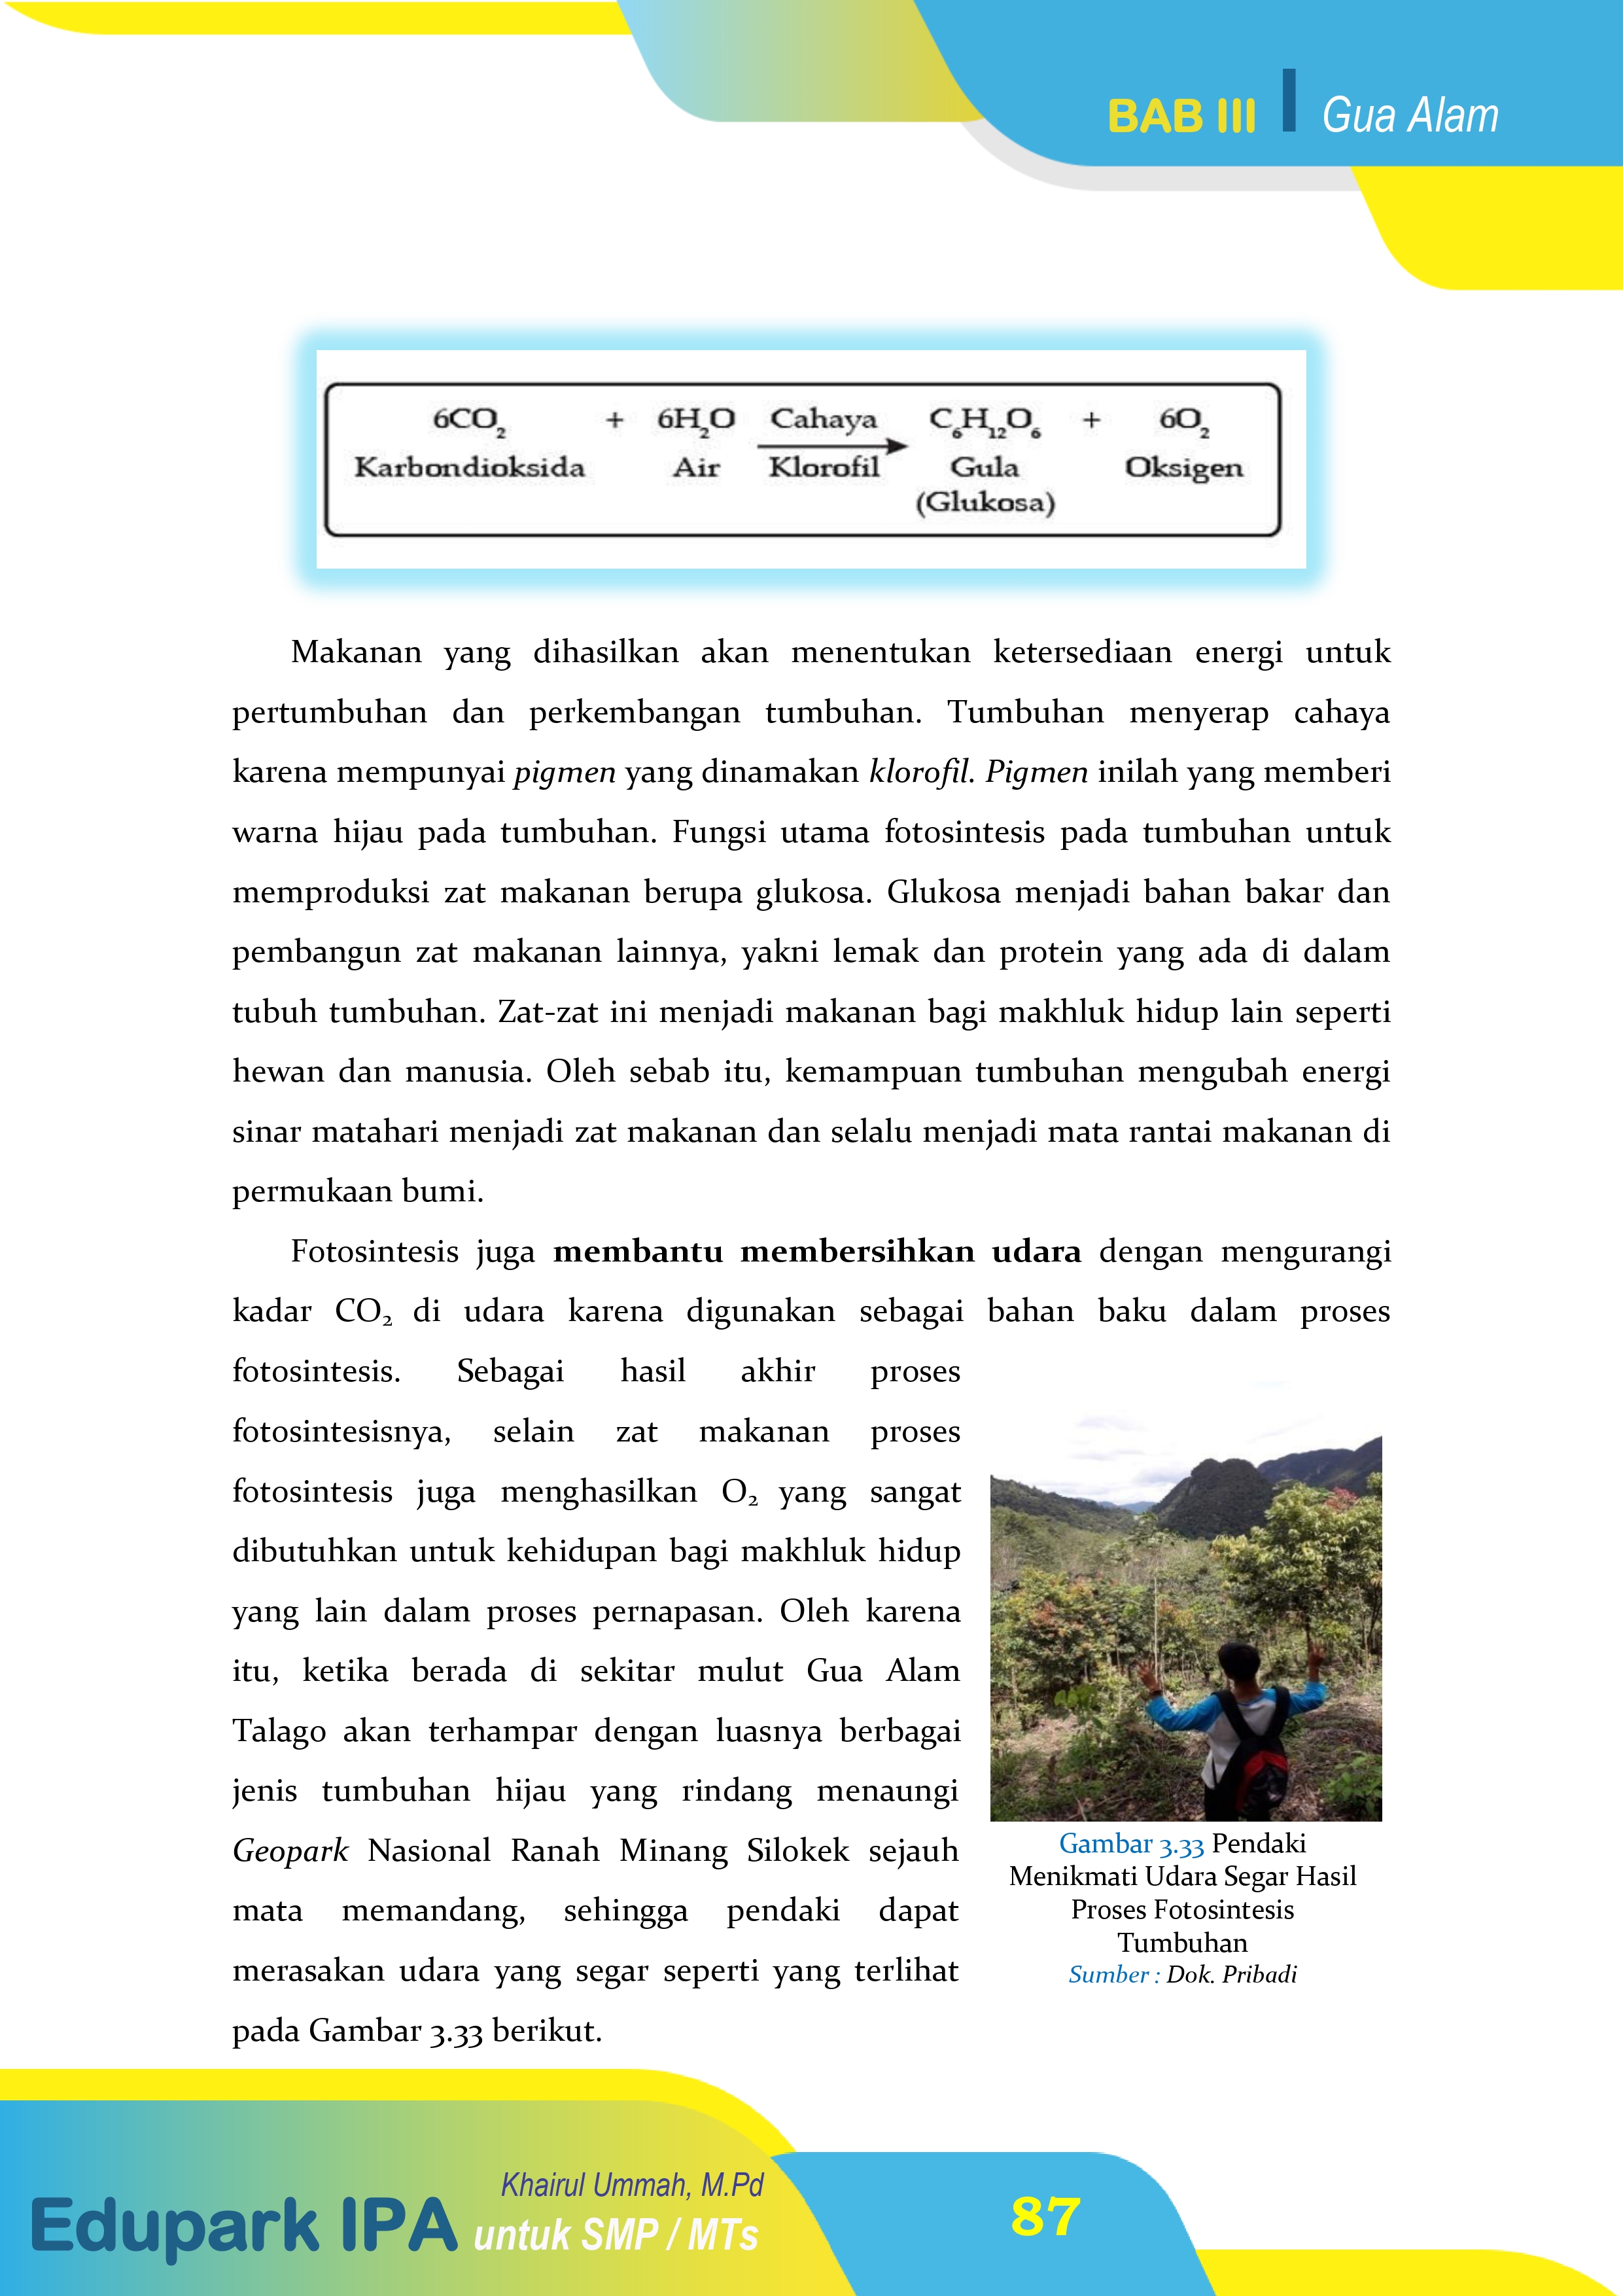 BAB III | Gua Alam
6CO₂ + 6H₂O Cahaya C₆H₁₂O₆ + 6O₂
Karbondioksida Air Klorofil Gula Oksigen
(Glukosa)
Makanan yang dihasilkan akan menentukan ketersediaan energi untuk
pertumbuhan dan perkembangan tumbuhan. Tumbuhan menyerap cahaya
karena mempunyai pigmen yang dinamakan klorofil. Pigmen inilah yang memberi
warna hijau pada tumbuhan. Fungsi utama fotosintesis pada tumbuhan untuk
memproduksi zat makanan berupa glukosa. Glukosa menjadi bahan bakar dan
pembangun zat makanan lainnya, yakni lemak dan protein yang ada di dalam
tubuh tumbuhan. Zat-zat ini menjadi makanan bagi makhluk hidup lain seperti
hewan dan manusia. Oleh sebab itu, kemampuan tumbuhan mengubah energi
sinar matahari menjadi zat makanan dan selalu menjadi mata rantai makanan di
permukaan bumi.
Fotosintesis juga membantu membersihkan udara dengan mengurangi
kadar CO₂ di udara karena digunakan sebagai bahan baku dalam proses
fotosintesis. Sebagai hasil akhir proses
fotosintesisnya, selain zat makanan proses
fotosintesis juga menghasilkan O₂ yang sangat
dibutuhkan untuk kehidupan bagi makhluk hidup
yang lain dalam proses pernapasan. Oleh karena
itu, ketika berada di sekitar mulut Gua Alam
Talago akan terhampar dengan luasnya berbagai
jenis tumbuhan hijau yang rindang menaungi
Geopark Nasional Ranah Minang Silokek sejauh
mata memandang, sehingga pendaki dapat
merasakan udara yang segar seperti yang terlihat
pada Gambar 3.33 berikut.
Gambar 3.33 Pendaki
Menikmati Udara Segar Hasil
Proses Fotosintesis
Tumbuhan
Sumber : Dok. Pribadi
Khairul Ummah, M.Pd
Edupark IPA untuk SMP / MTs
87